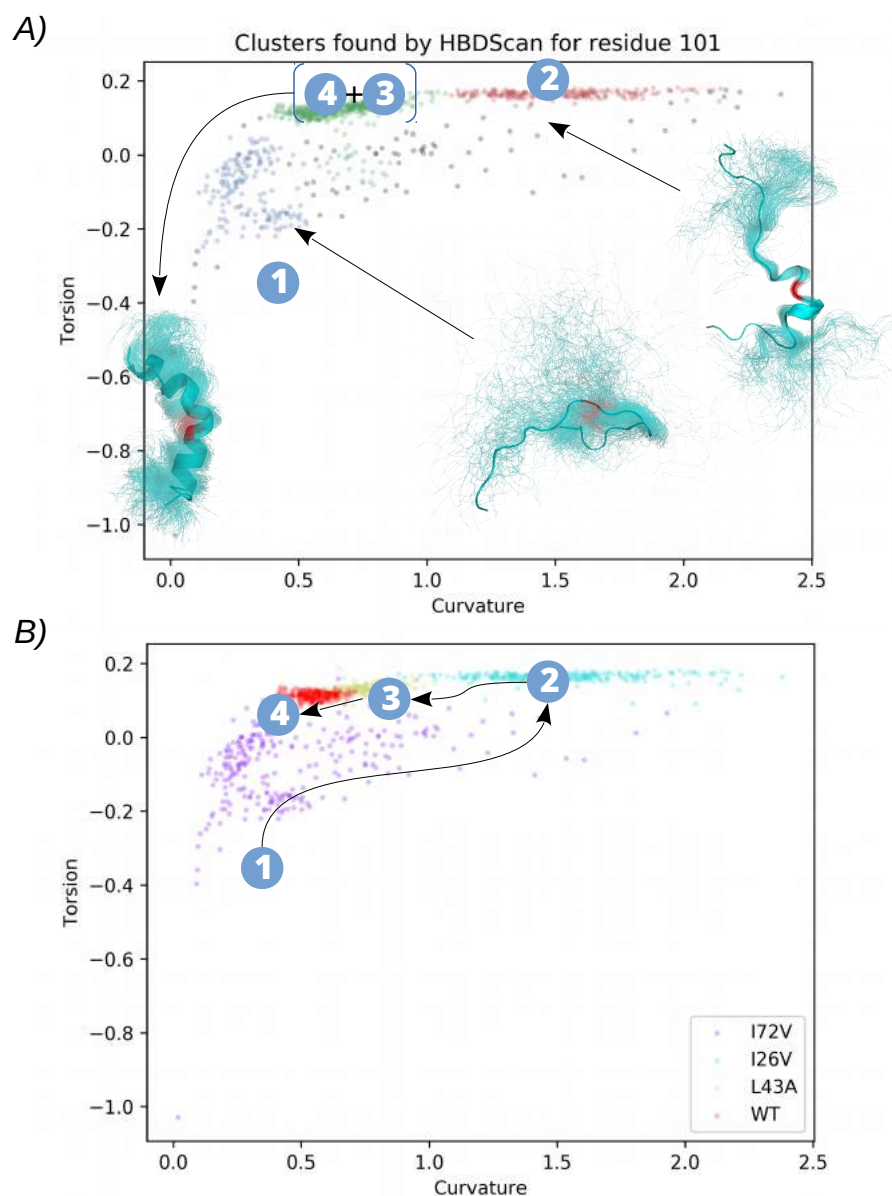 A)
Clusters found by HBDScan for residue 101
4 + 3
2
1
0.2
0.0
−0.2
−0.4
−0.6
−0.8
−1.0
Torsion
0.0 0.5 1.0 1.5 2.0 2.5
Curvature
B)
2
3
4
1
0.2
0.0
−0.2
−0.4
−0.6
−0.8
−1.0
Torsion
I72V
I26V
L43A
WT
0.0 0.5 1.0 1.5 2.0 2.5
Curvature